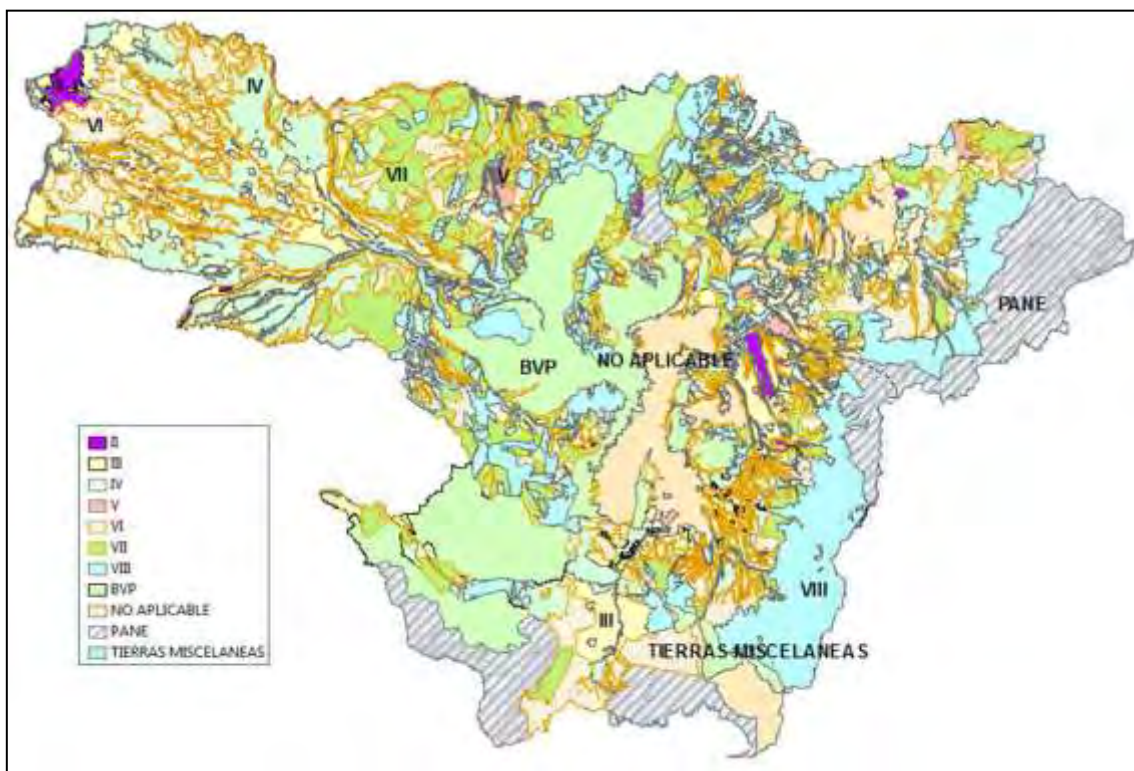 IV
VI
VII
V
PANE
BVP
NO APLICABLE
VIII
III
TIERRAS MISCELANEAS
II
III
IV
V
VI
VII
VIII
BVP
NO APLICABLE
PANE
TIERRAS MISCELANEAS